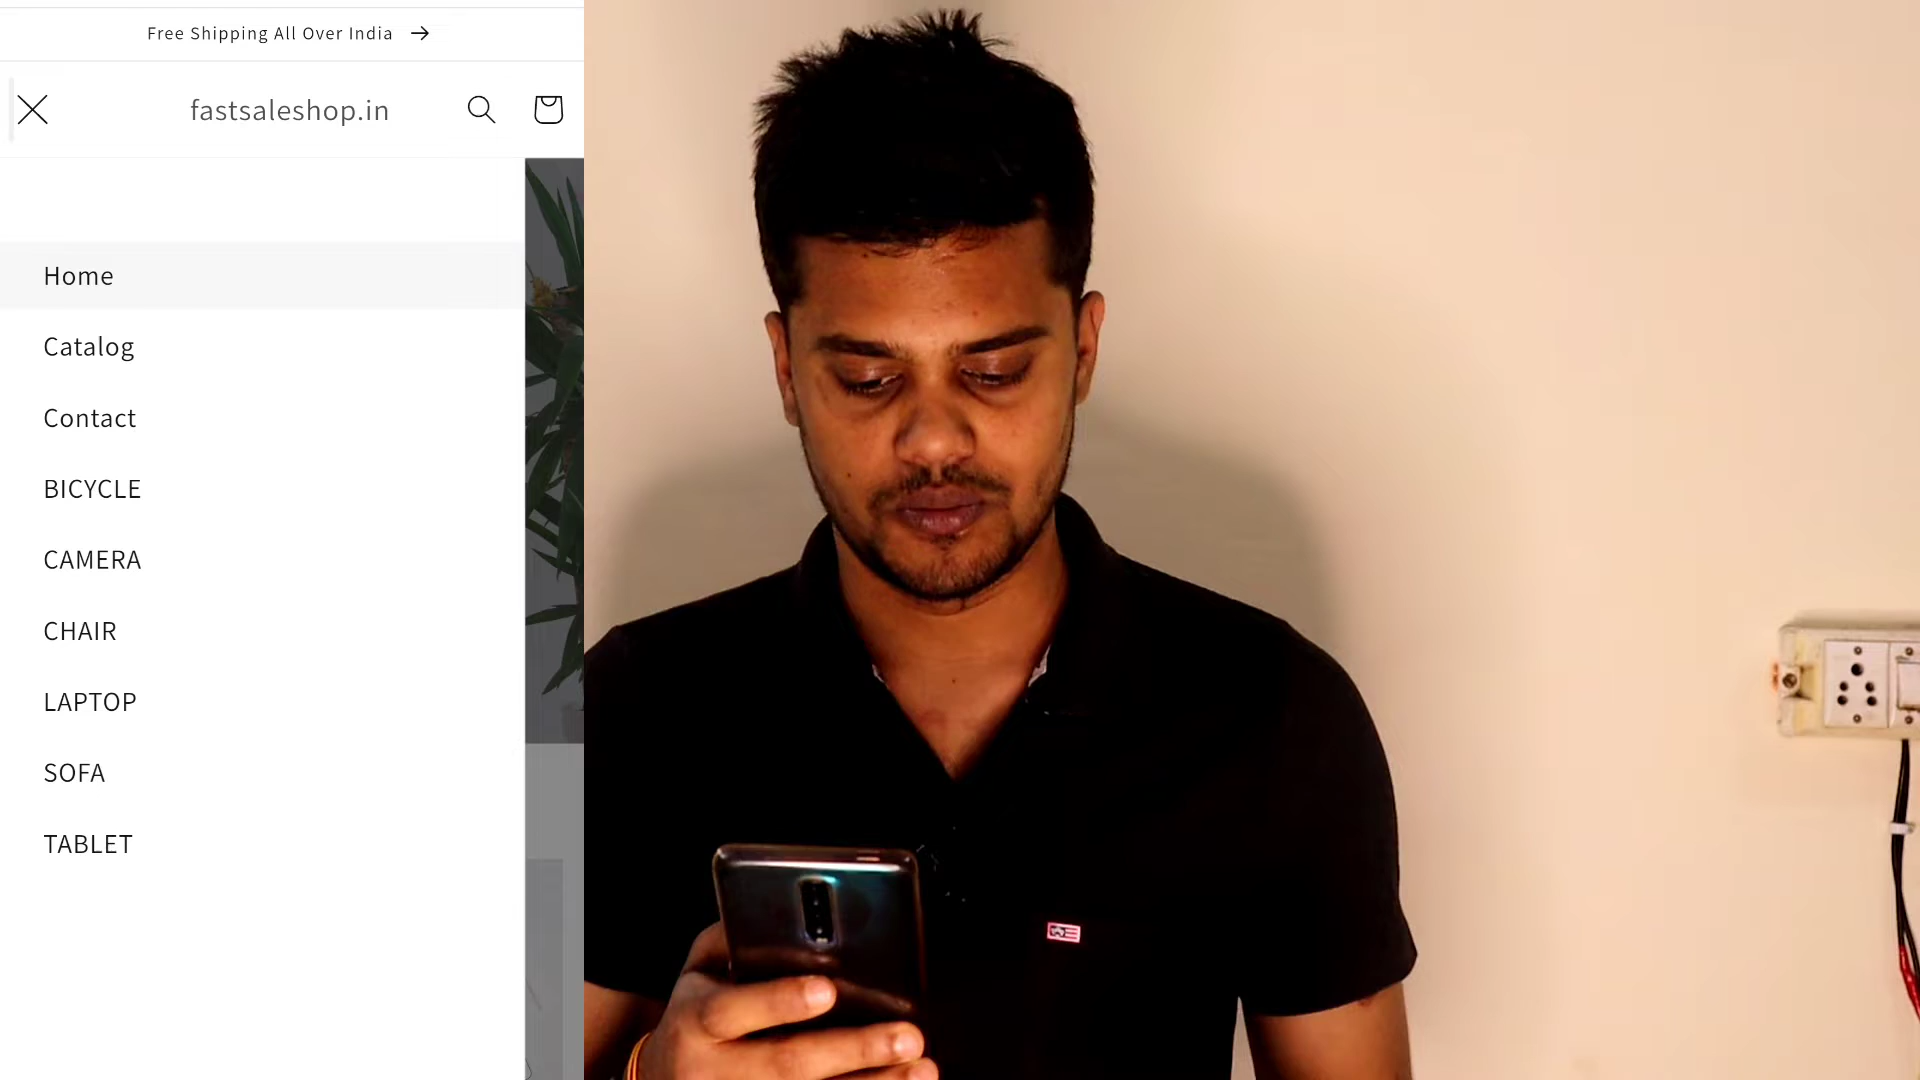 Free Shipping All Over India
fastsaleshop.in
Home
Catalog
Contact
BICYCLE
CAMERA
CHAIR
LAPTOP
SOFA
TABLET